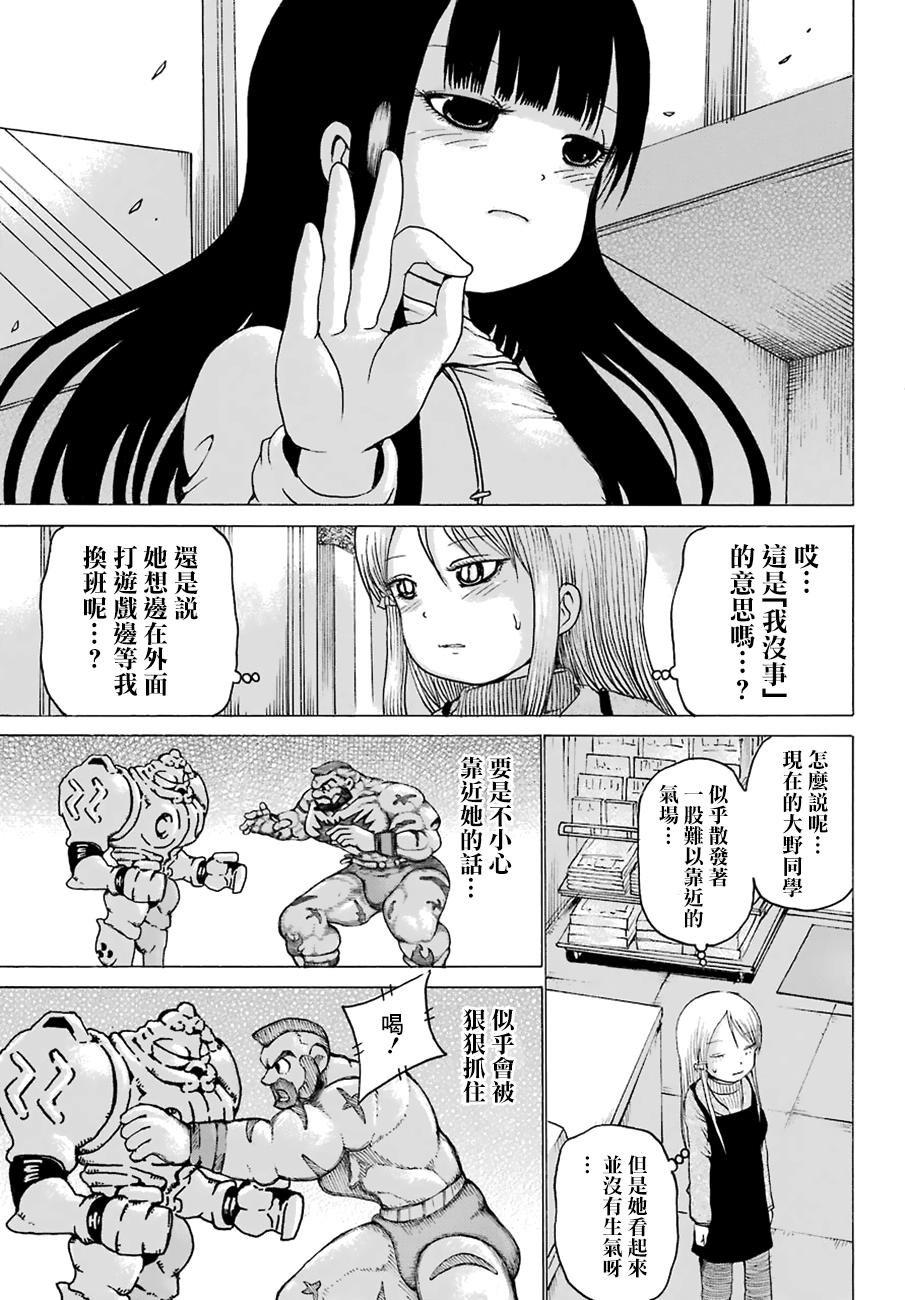 哎…
這是『我沒事』
的意思嗎…?
還是說
她想邊在外面
打遊戲邊等我
換班呢…?
怎麼說呢…
現在的大野同學
似乎散發著
一股難以靠近的
氣場…
但是她看起來
並沒有生氣呀
…
要是不小心
靠近她的話…
似乎會被
狠狠抓住
喝!